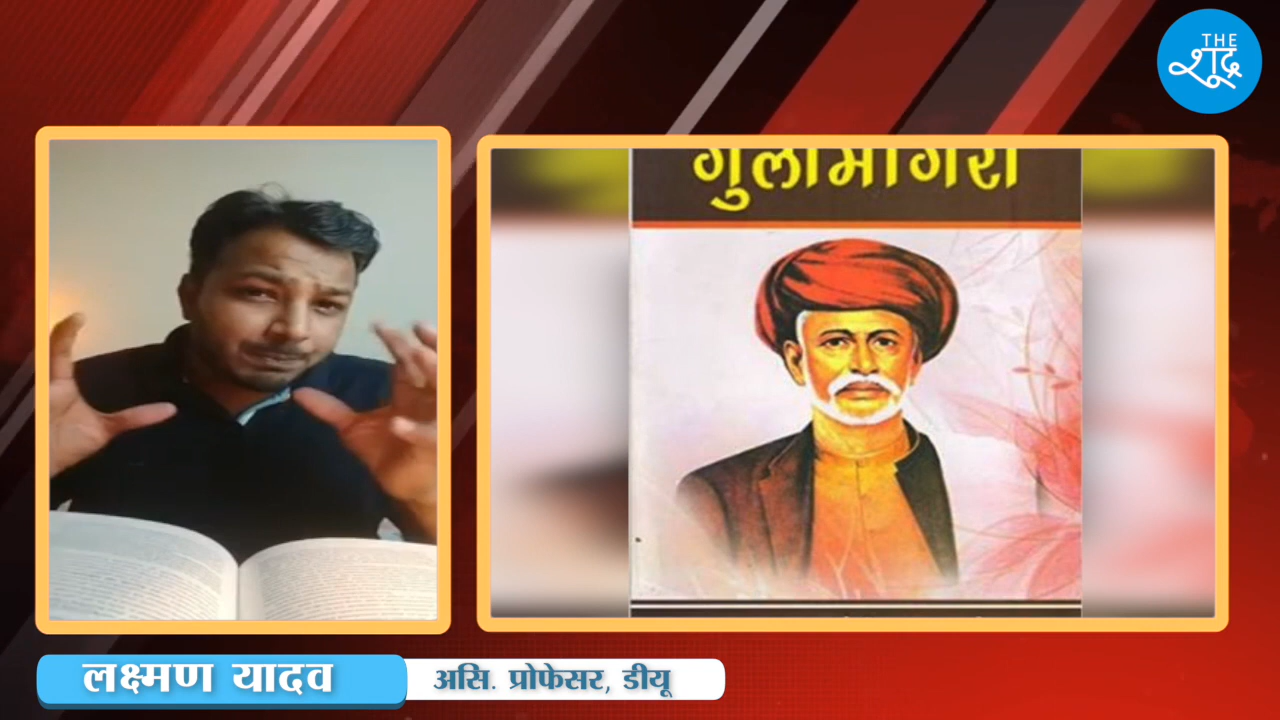 THE
शूद्र
गुलामगिरी
लक्ष्मण यादव
असि. प्रोफेसर, डीयू